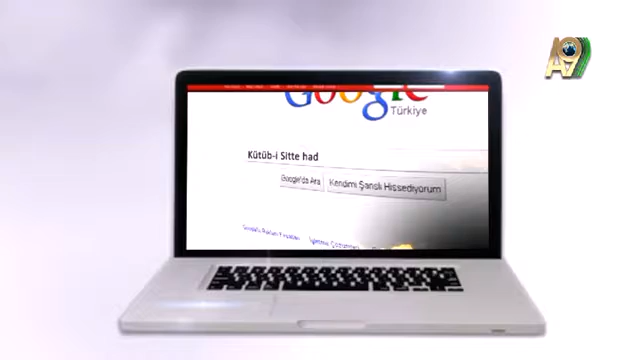 A9
Google
Türkiye
Kütüb-i Sitte had
Google'da Ara
Kendimi Şanslı Hissediyorum